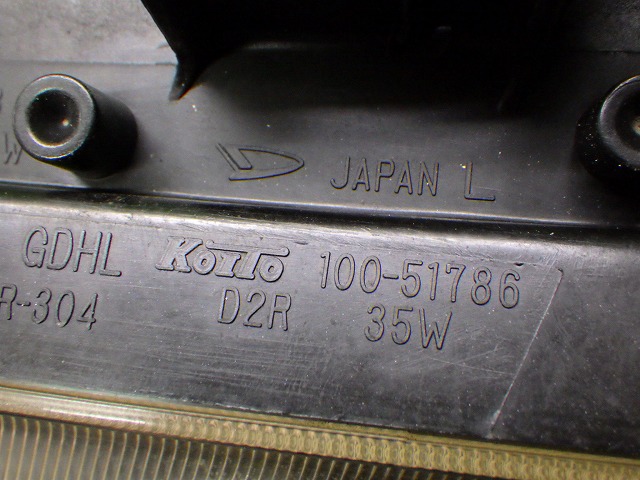 W
JAPAN L
GDHL KOITO 100-51786
R-304 D2R 35W